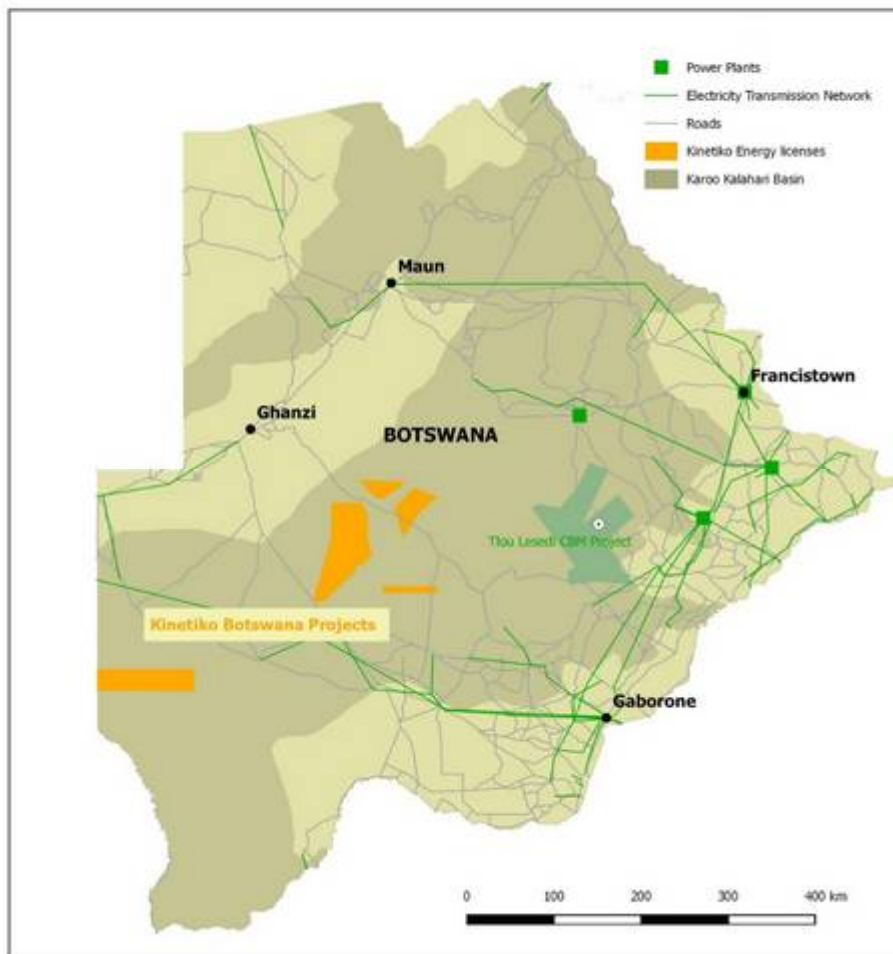 Power Plants
Electricity Transmission Network
Roads
Kinetiko Energy licenses
Karoo Kalahari Basin
Maun
Francistown
Ghanzi
BOTSWANA
Tlou Lesedi CBM Project
Kinetiko Botswana Projects
Gaborone
0 100 200 300 400 km